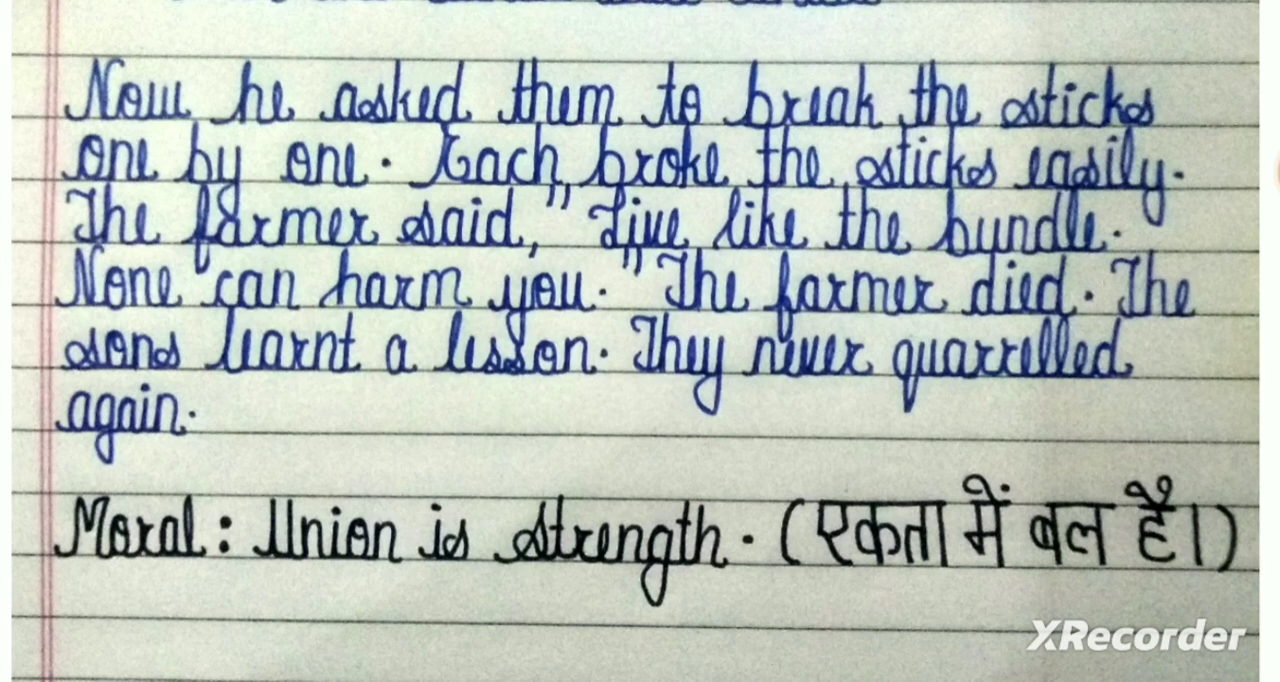 Now he asked them to break the sticks
one by one. Each broke the sticks easily.
The farmer said, "Live like the bundle.
None can harm you." The farmer died. The
sons learnt a lesson. They never quarrelled
again.
Moral: Union is strength. (एकता में बल है।)
XRecorder